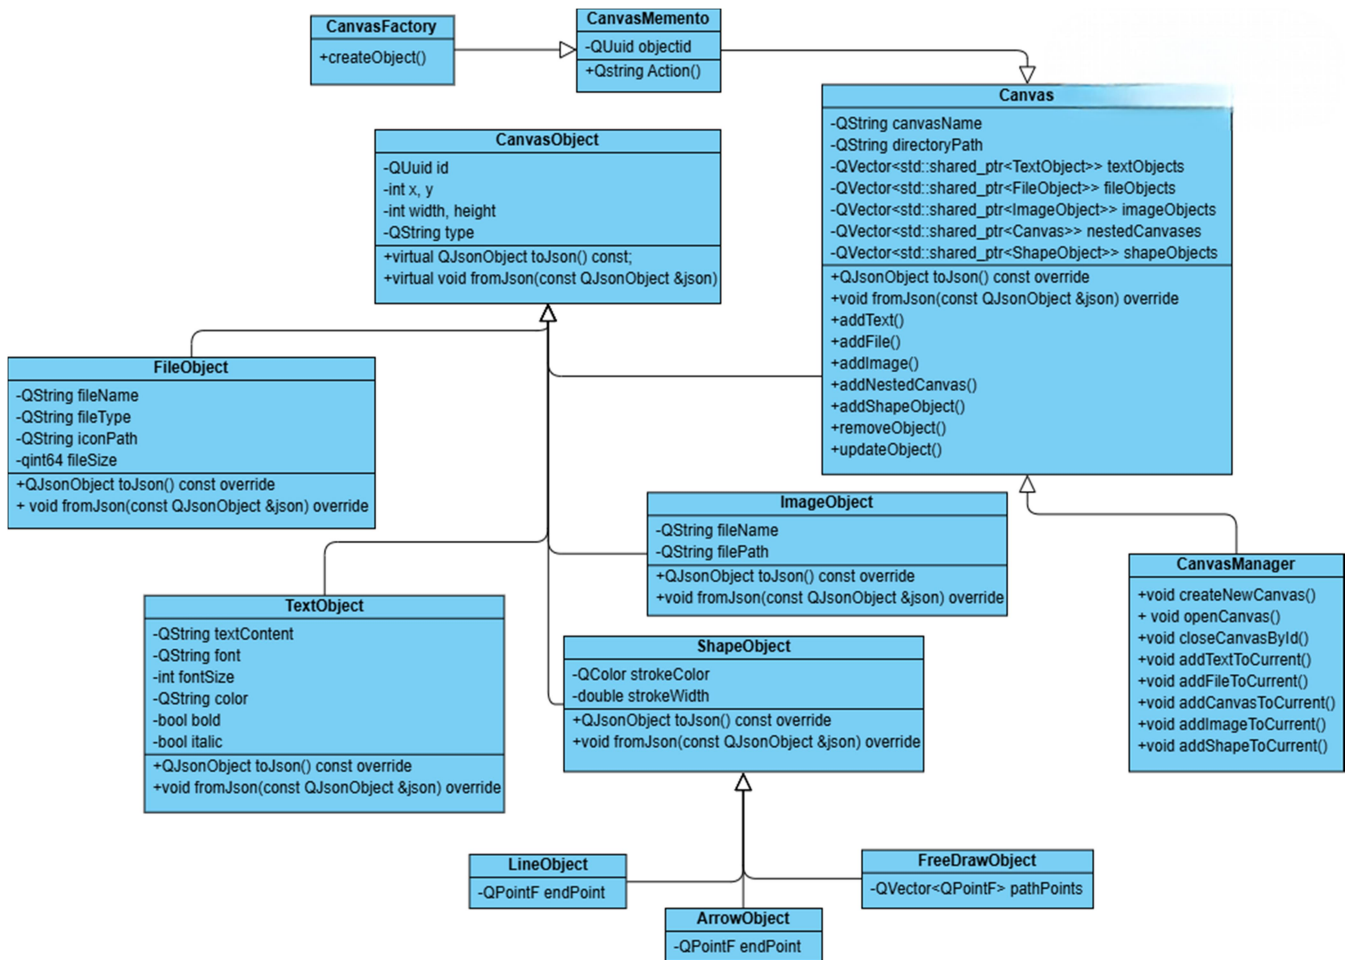 CanvasFactory
+createObject()
CanvasMemento
-QUuid objectid
+Qstring Action()
Canvas
-QString canvasName
-QString directoryPath
-QVector<std::shared_ptr<TextObject>> textObjects
-QVector<std::shared_ptr<FileObject>> fileObjects
-QVector<std::shared_ptr<ImageObject>> imageObjects
-QVector<std::shared_ptr<Canvas>> nestedCanvases
-QVector<std::shared_ptr<ShapeObject>> shapeObjects
+QJsonObject toJson() const override
+void fromJson(const QJsonObject &json) override
+addText()
+addFile()
+addImage()
+addNestedCanvas()
+addShapeObject()
+removeObject()
+updateObject()
CanvasObject
-QUuid id
-int x, y
-int width, height
-QString type
+virtual QJsonObject toJson() const;
+virtual void fromJson(const QJsonObject &json)
FileObject
-QString fileName
-QString fileType
-QString iconPath
-qint64 fileSize
+QJsonObject toJson() const override
+ void fromJson(const QJsonObject &json) override
ImageObject
-QString fileName
-QString filePath
+QJsonObject toJson() const override
+void fromJson(const QJsonObject &json) override
CanvasManager
+void createNewCanvas()
+ void openCanvas()
+void closeCanvasById()
+void addTextToCurrent()
+void addFileToCurrent()
+void addCanvasToCurrent()
+void addImageToCurrent()
+void addShapeToCurrent()
TextObject
-QString textContent
-QString font
-int fontSize
-QString color
-bool bold
-bool italic
+QJsonObject toJson() const override
+void fromJson(const QJsonObject &json) override
ShapeObject
-QColor strokeColor
-double strokeWidth
+QJsonObject toJson() const override
+void fromJson(const QJsonObject &json) override
LineObject
-QPointF endPoint
ArrowObject
-QPointF endPoint
FreeDrawObject
-QVector<QPointF> pathPoints